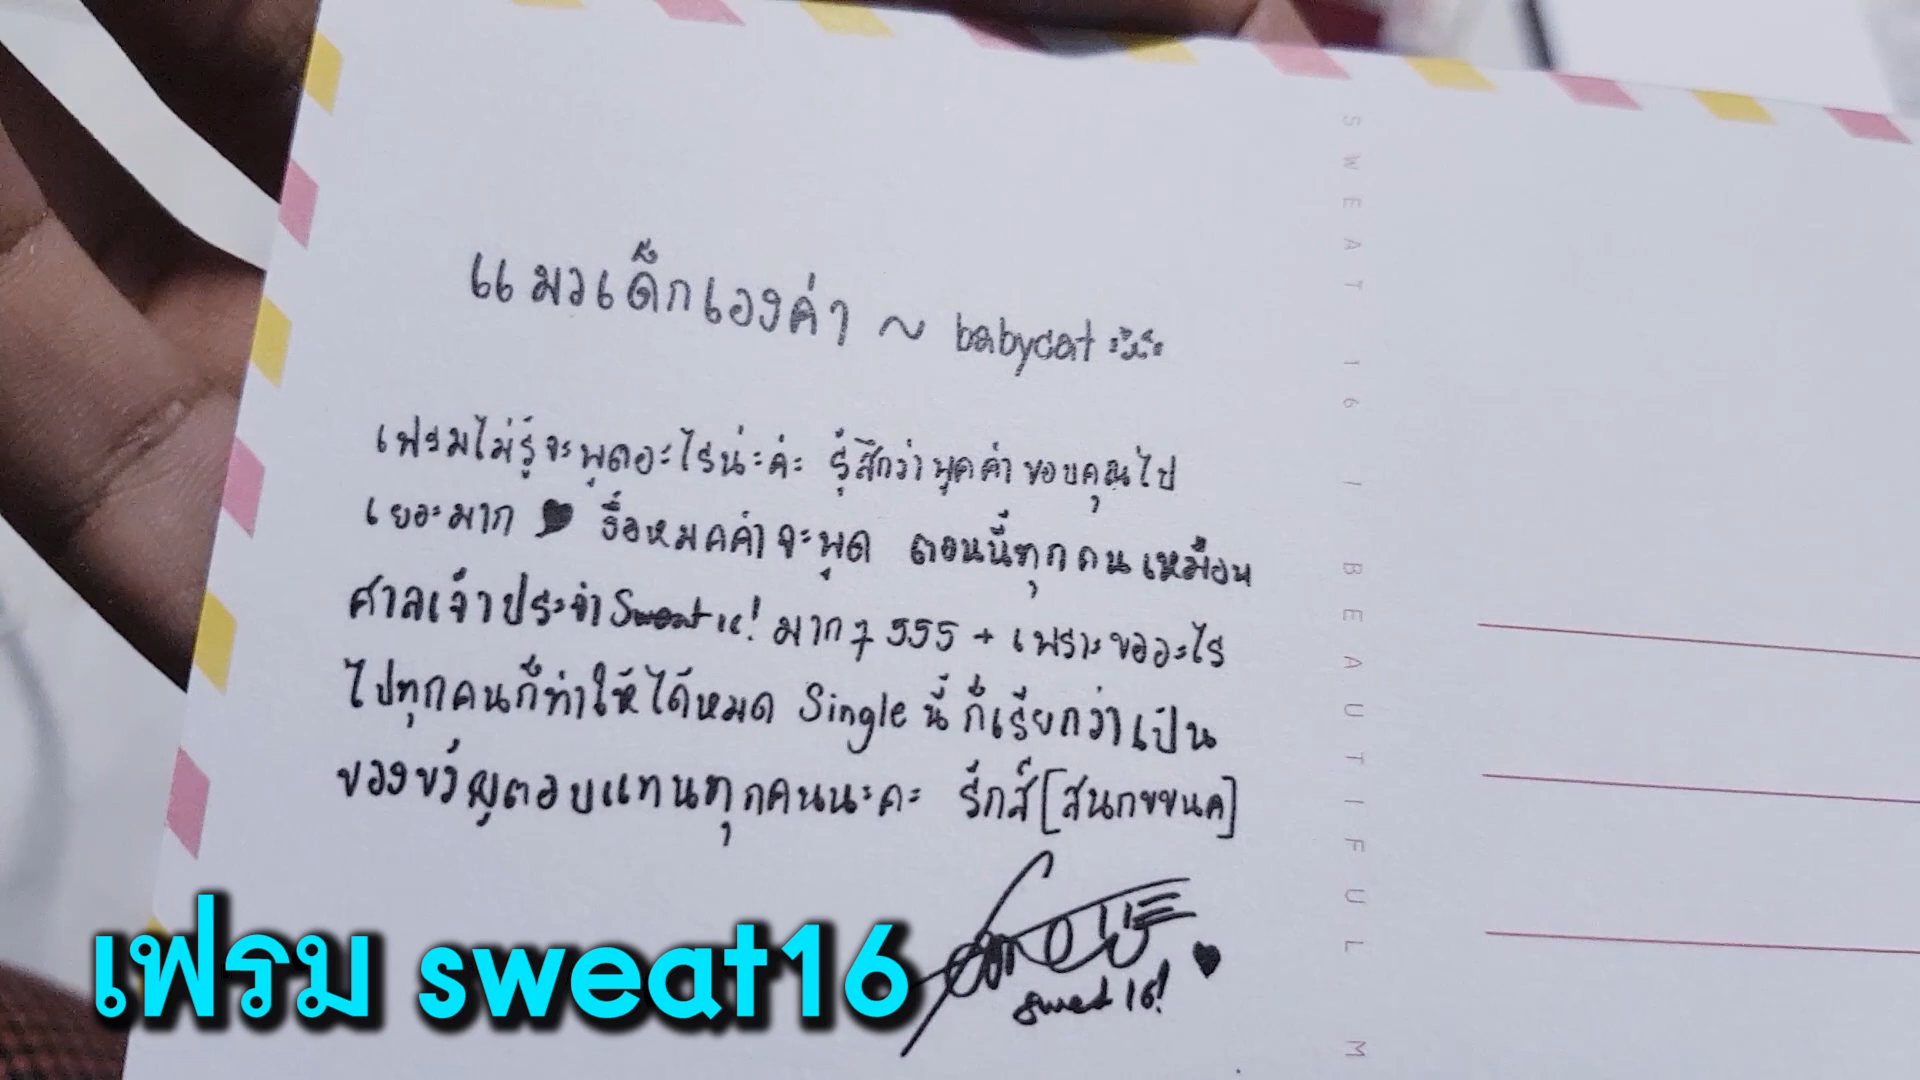 แมวเด็กเองค่า ~ babycat
เฟรมไม่รู้จะพูดอะไรน่ะค่ะ รู้สึกว่าพูดคำขอบคุณไป
เยอะมาก ♥ งื้อหมดคำจะพูด ตอนนี้ทุกคนเหมือน
ศาลเจ้าประจำ Sweat16! มากๆ 555+ เพราะขออะไร
ไปทุกคนก็ทำให้ได้หมด Single นี้ ก็เรียกว่าเป็น
ของขวัญตอบแทนทุกคนนะคะ รักส์ [สนกขขนค]
sweat16! ♥
SWEAT 16 / BEAUTIFUL M
เฟรม sweat16